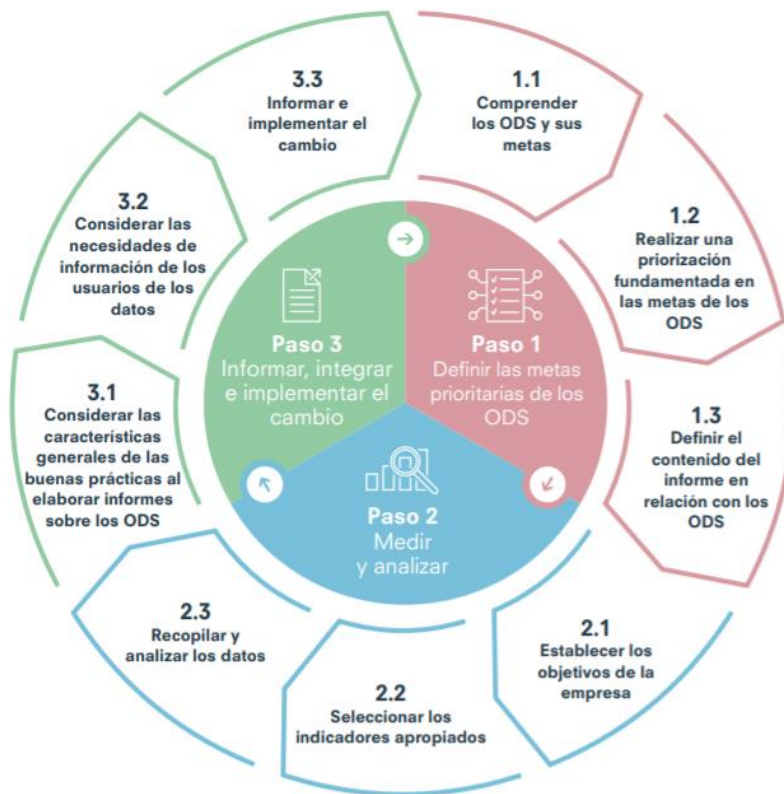 1.1
Comprender
los ODS y sus
metas
1.2
Realizar una
priorización
fundamentada en
las metas de los
ODS
1.3
Definir el
contenido del
informe en
relación con los
ODS
2.1
Establecer los
objetivos de la
empresa
2.2
Seleccionar los
indicadores apropiados
2.3
Recopilar y
analizar los datos
3.1
Considerar las
características
generales de las
buenas prácticas al
elaborar informes
sobre los ODS
3.2
Considerar las
necesidades de
información de los
usuarios de los
datos
3.3
Informar e
implementar el
cambio
Paso 1
Definir las metas
prioritarias de los
ODS
Paso 2
Medir
y analizar
Paso 3
Informar, integrar
e implementar el
cambio